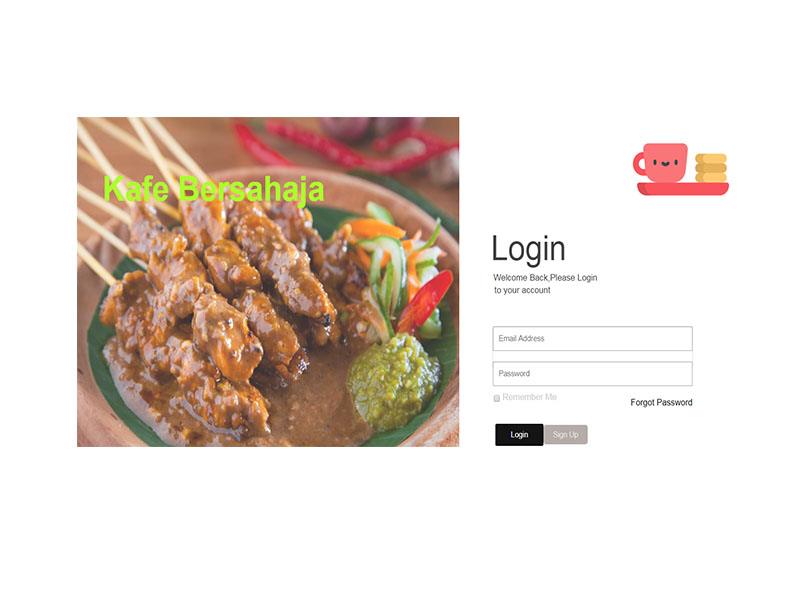 Kafe Bersahaja
Login
Welcome Back,Please Login
to your account
Email Address
Password
Remember Me
Forgot Password
Login
Sign Up